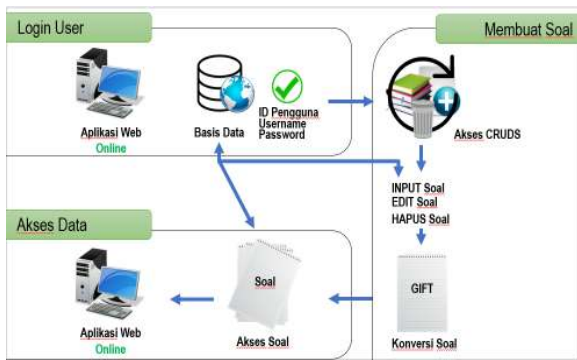 Login User
Aplikasi Web
Online
Basis Data
ID Pengguna
Username
Password
Membuat Soal
Akses CRUDS
INPUT Soal
EDIT Soal
HAPUS Soal
GIFT
Konversi Soal
Akses Data
Aplikasi Web
Online
Soal
Akses Soal